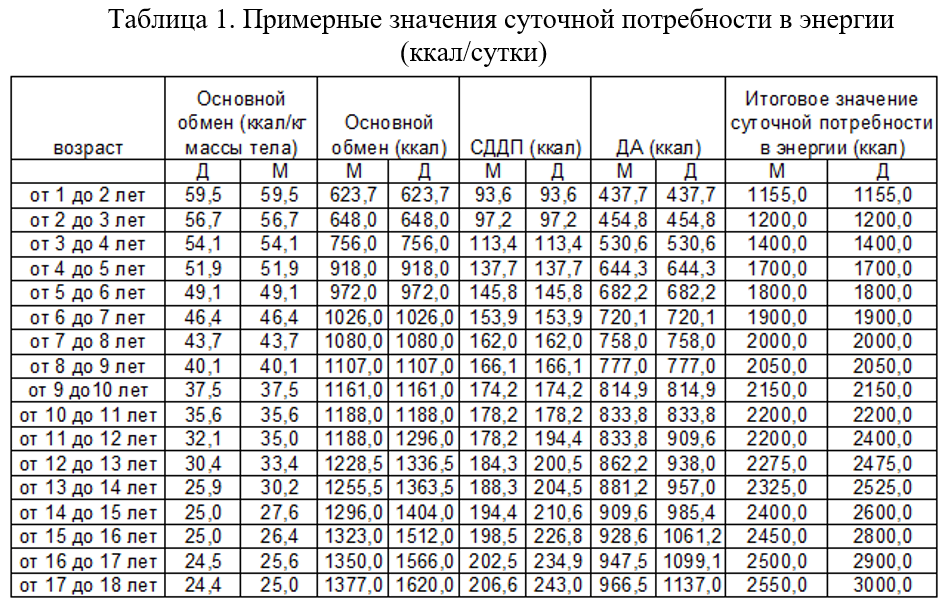 Таблица 1. Примерные значения суточной потребности в энергии
(ккал/сутки)
возраст Основной обмен (ккал/кг массы тела) Основной обмен (ккал) СДДП (ккал) ДА (ккал) Итоговое значение суточной потребности в энергии (ккал)
Д М М Д М Д М Д М Д
от 1 до 2 лет 59,5 59,5 623,7 623,7 93,6 93,6 437,7 437,7 1155,0 1155,0
от 2 до 3 лет 56,7 56,7 648,0 648,0 97,2 97,2 454,8 454,8 1200,0 1200,0
от 3 до 4 лет 54,1 54,1 756,0 756,0 113,4 113,4 530,6 530,6 1400,0 1400,0
от 4 до 5 лет 51,9 51,9 918,0 918,0 137,7 137,7 644,3 644,3 1700,0 1700,0
от 5 до 6 лет 49,1 49,1 972,0 972,0 145,8 145,8 682,2 682,2 1800,0 1800,0
от 6 до 7 лет 46,4 46,4 1026,0 1026,0 153,9 153,9 720,1 720,1 1900,0 1900,0
от 7 до 8 лет 43,7 43,7 1080,0 1080,0 162,0 162,0 758,0 758,0 2000,0 2000,0
от 8 до 9 лет 40,1 40,1 1107,0 1107,0 166,1 166,1 777,0 777,0 2050,0 2050,0
от 9 до10 лет 37,5 37,5 1161,0 1161,0 174,2 174,2 814,9 814,9 2150,0 2150,0
от 10 до 11 лет 35,6 35,6 1188,0 1188,0 178,2 178,2 833,8 833,8 2200,0 2200,0
от 11 до 12 лет 32,1 35,0 1188,0 1296,0 178,2 194,4 833,8 909,6 2200,0 2400,0
от 12 до 13 лет 30,4 33,4 1228,5 1336,5 184,3 200,5 862,2 938,0 2275,0 2475,0
от 13 до 14 лет 25,9 30,2 1255,5 1363,5 188,3 204,5 881,2 957,0 2325,0 2525,0
от 14 до 15 лет 25,0 27,6 1296,0 1404,0 194,4 210,6 909,6 985,4 2400,0 2600,0
от 15 до 16 лет 25,0 26,4 1323,0 1512,0 198,5 226,8 928,6 1061,2 2450,0 2800,0
от 16 до 17 лет 24,5 25,6 1350,0 1566,0 202,5 234,9 947,5 1099,1 2500,0 2900,0
от 17 до 18 лет 24,4 25,0 1377,0 1620,0 206,6 243,0 966,5 1137,0 2550,0 3000,0